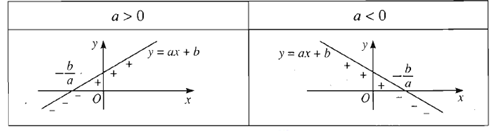 a > 0
a < 0
y
y = ax + b
-b/a
+ + +
- - -
O
x
y = ax + b
y
+ + +
-b/a
O
- - -
x